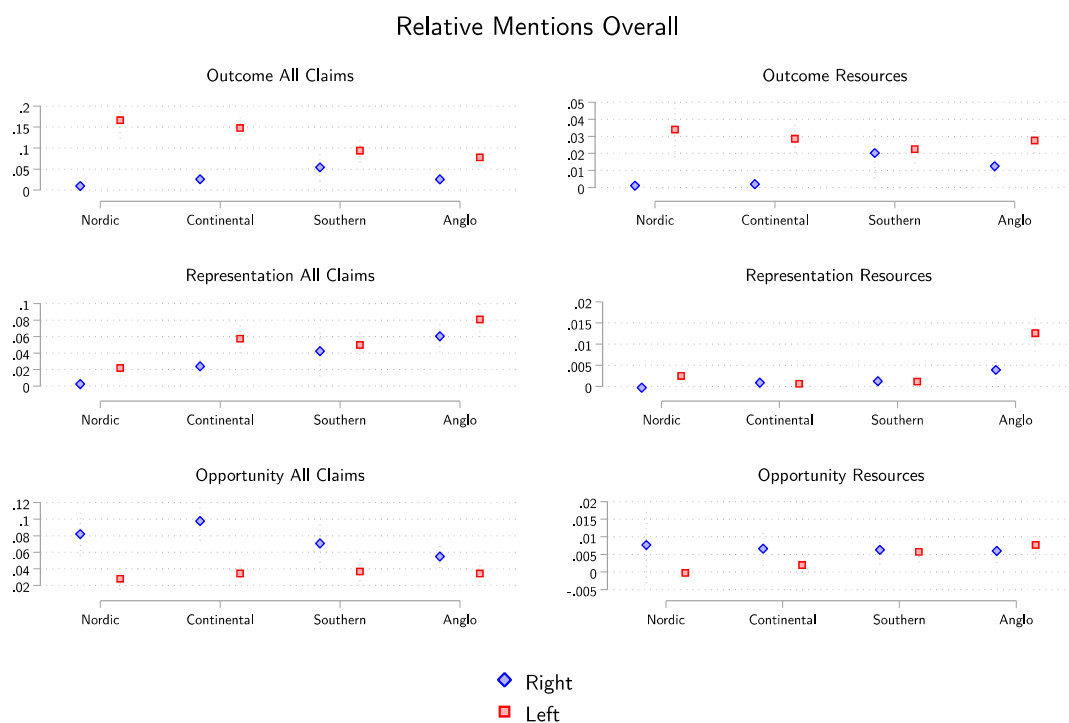 Relative Mentions Overall
Outcome All Claims
.2
.15
.1
.05
0
Nordic Continental Southern Anglo
Outcome Resources
.05
.04
.03
.02
.01
0
Nordic Continental Southern Anglo
Representation All Claims
.1
.08
.06
.04
.02
0
Nordic Continental Southern Anglo
Representation Resources
.02
.015
.01
.005
0
Nordic Continental Southern Anglo
Opportunity All Claims
.12
.1
.08
.06
.04
.02
Nordic Continental Southern Anglo
Opportunity Resources
.02
.015
.01
.005
0
-.005
Nordic Continental Southern Anglo
Right
Left